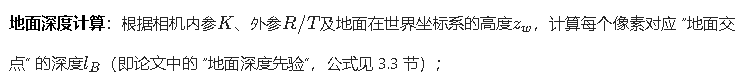 地面深度计算：根据相机内参K、外参R/T及地面在世界坐标系的高度z_w，计算每个像素对应 “地面交
点” 的深度l_B（即论文中的 “地面深度先验”，公式见 3.3 节）；